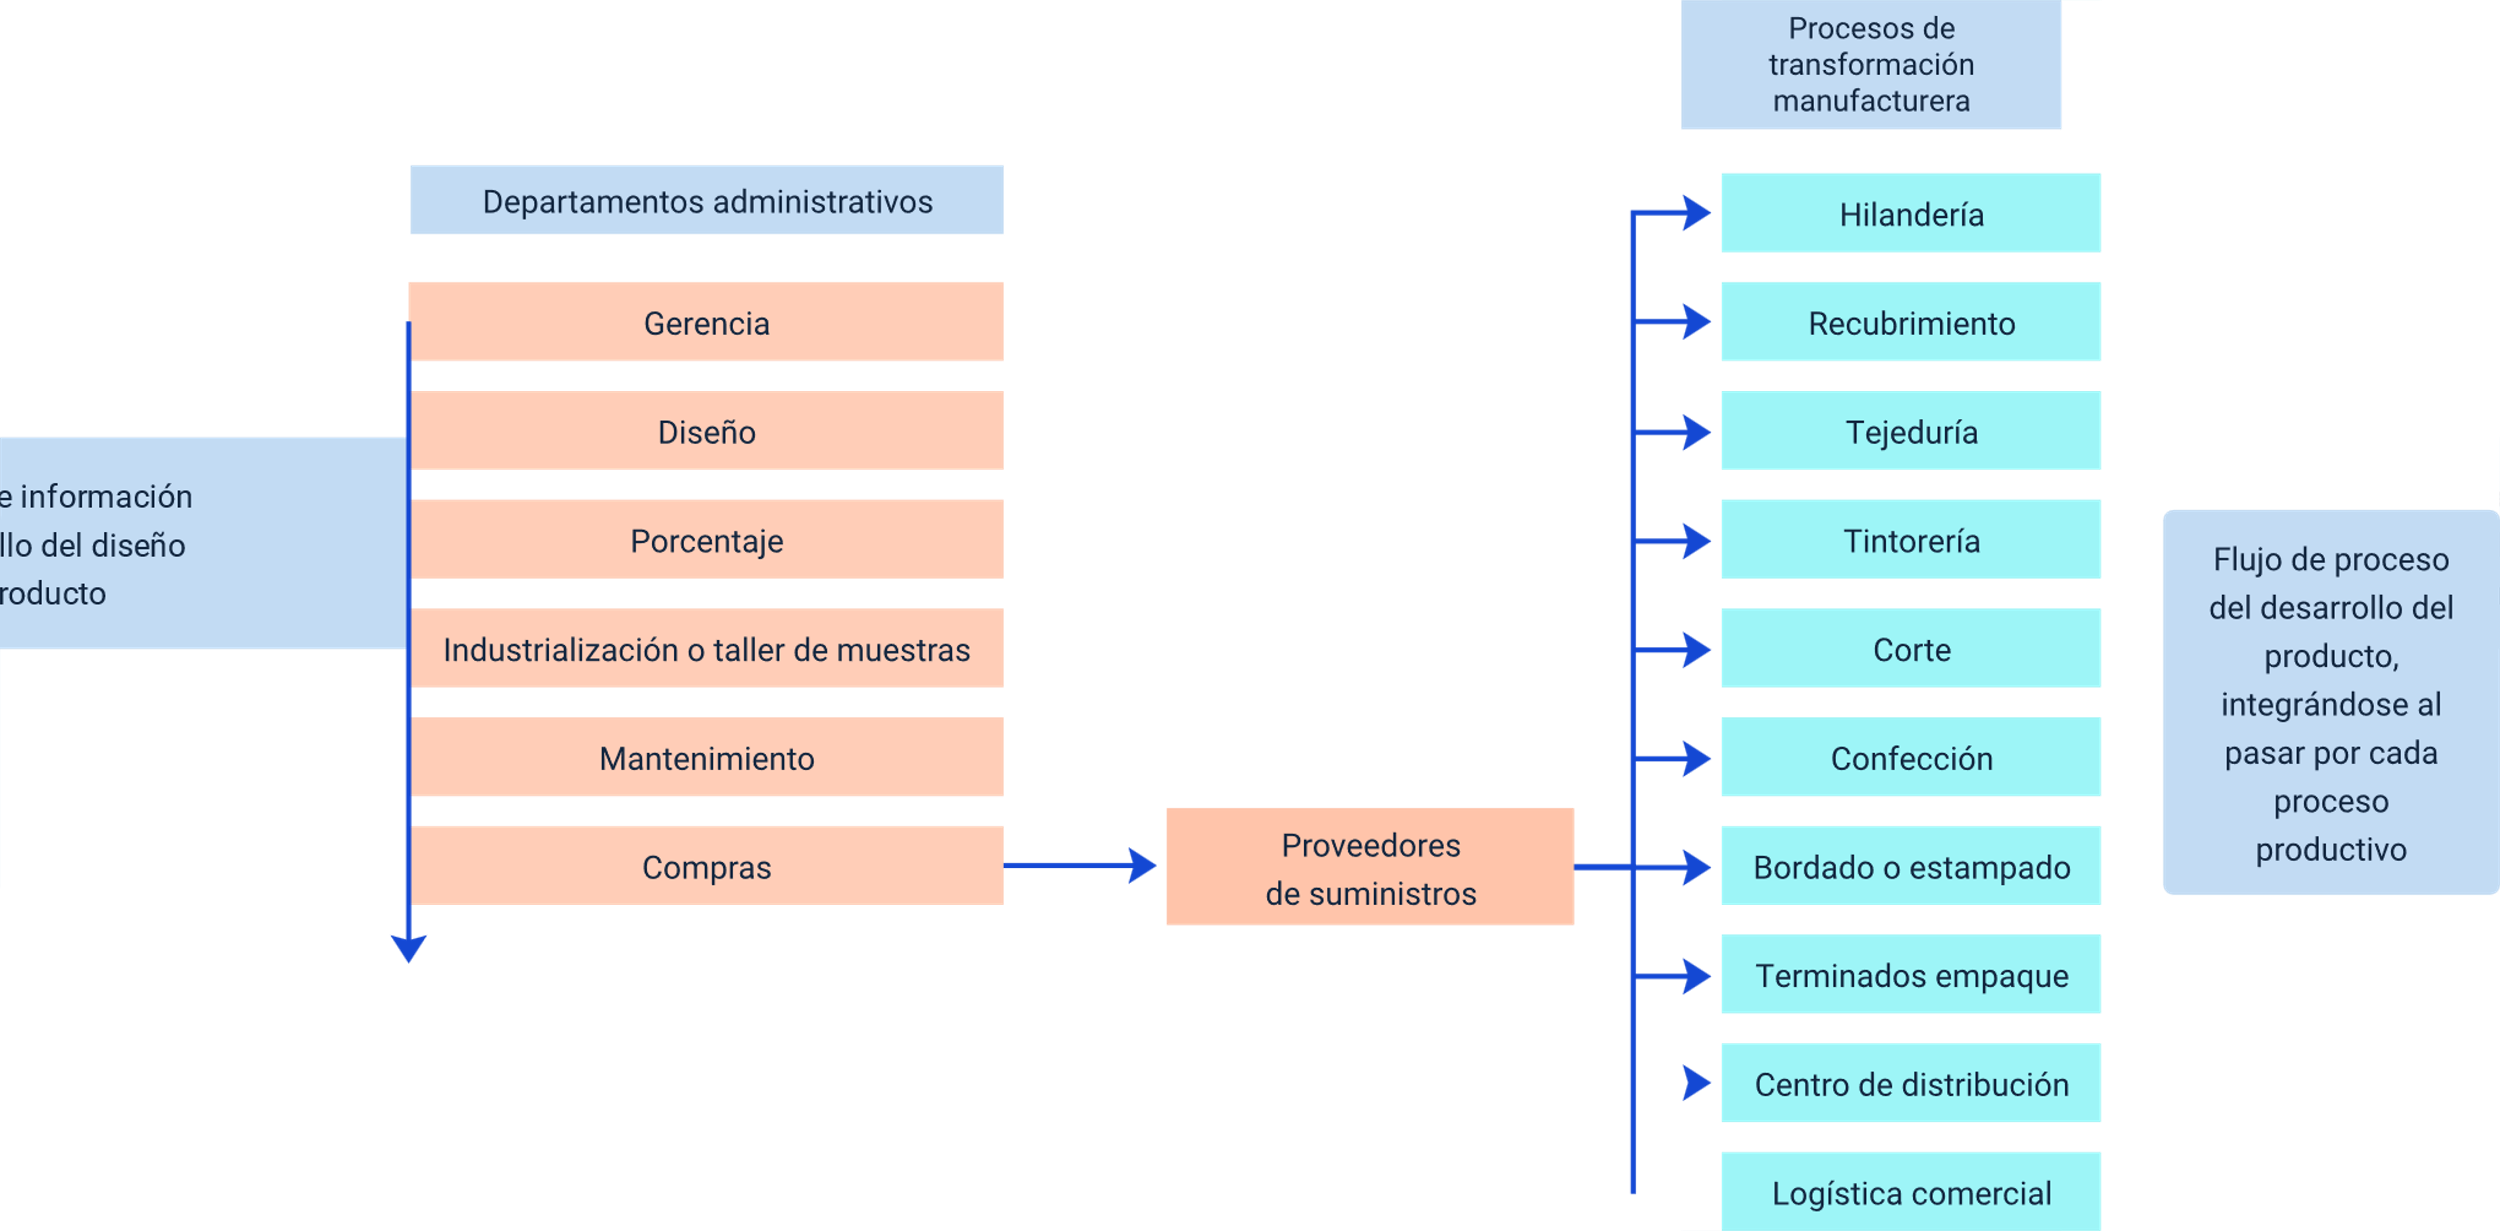 Procesos de
transformación
manufacturera
Departamentos administrativos
Gerencia
Diseño
Porcentaje
Industrialización o taller de muestras
Mantenimiento
Compras
información
del diseño
Proveedores
de suministros
Hilandería
Recubrimiento
Tejeduría
Tintorería
Corte
Confección
Bordado o estampado
Terminados empaque
Centro de distribución
Logística comercial
Flujo de proceso
del desarrollo del
producto,
integrándose al
pasar por cada
proceso
productivo